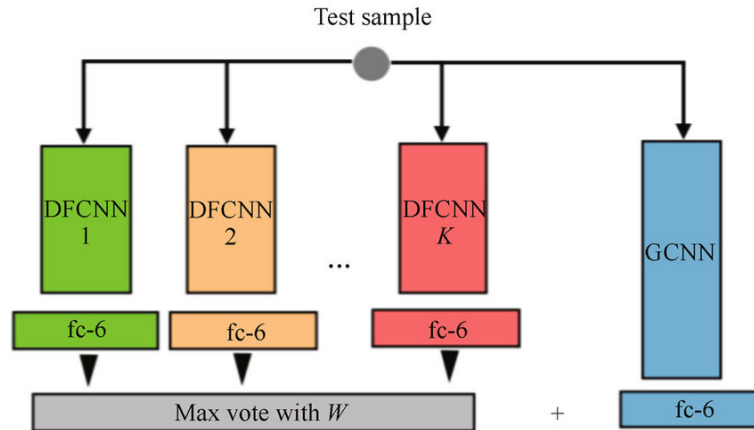 Test sample
DFCNN
1
DFCNN
2
...
DFCNN
K
GCNN
fc-6
fc-6
fc-6
Max vote with W
+
fc-6